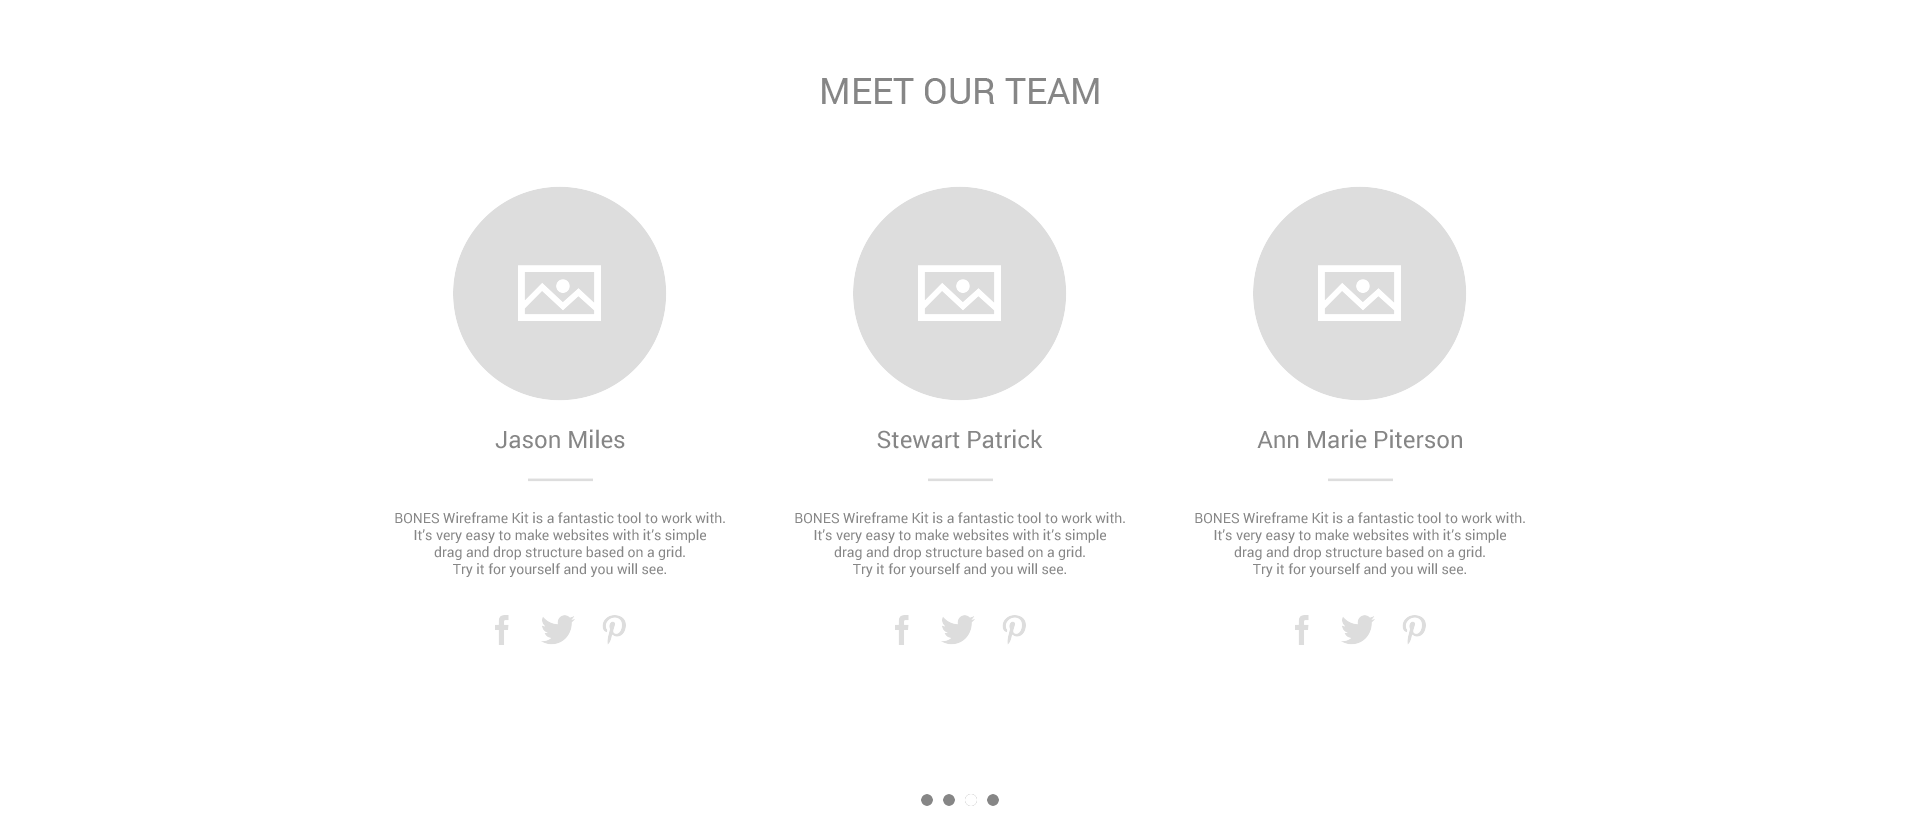 MEET OUR TEAM
Jason Miles
BONES Wireframe Kit is a fantastic tool to work with.
It's very easy to make websites with it's simple
drag and drop structure based on a grid.
Try it for yourself and you will see.
Stewart Patrick
BONES Wireframe Kit is a fantastic tool to work with.
It's very easy to make websites with it's simple
drag and drop structure based on a grid.
Try it for yourself and you will see.
Ann Marie Piterson
BONES Wireframe Kit is a fantastic tool to work with.
It's very easy to make websites with it's simple
drag and drop structure based on a grid.
Try it for yourself and you will see.